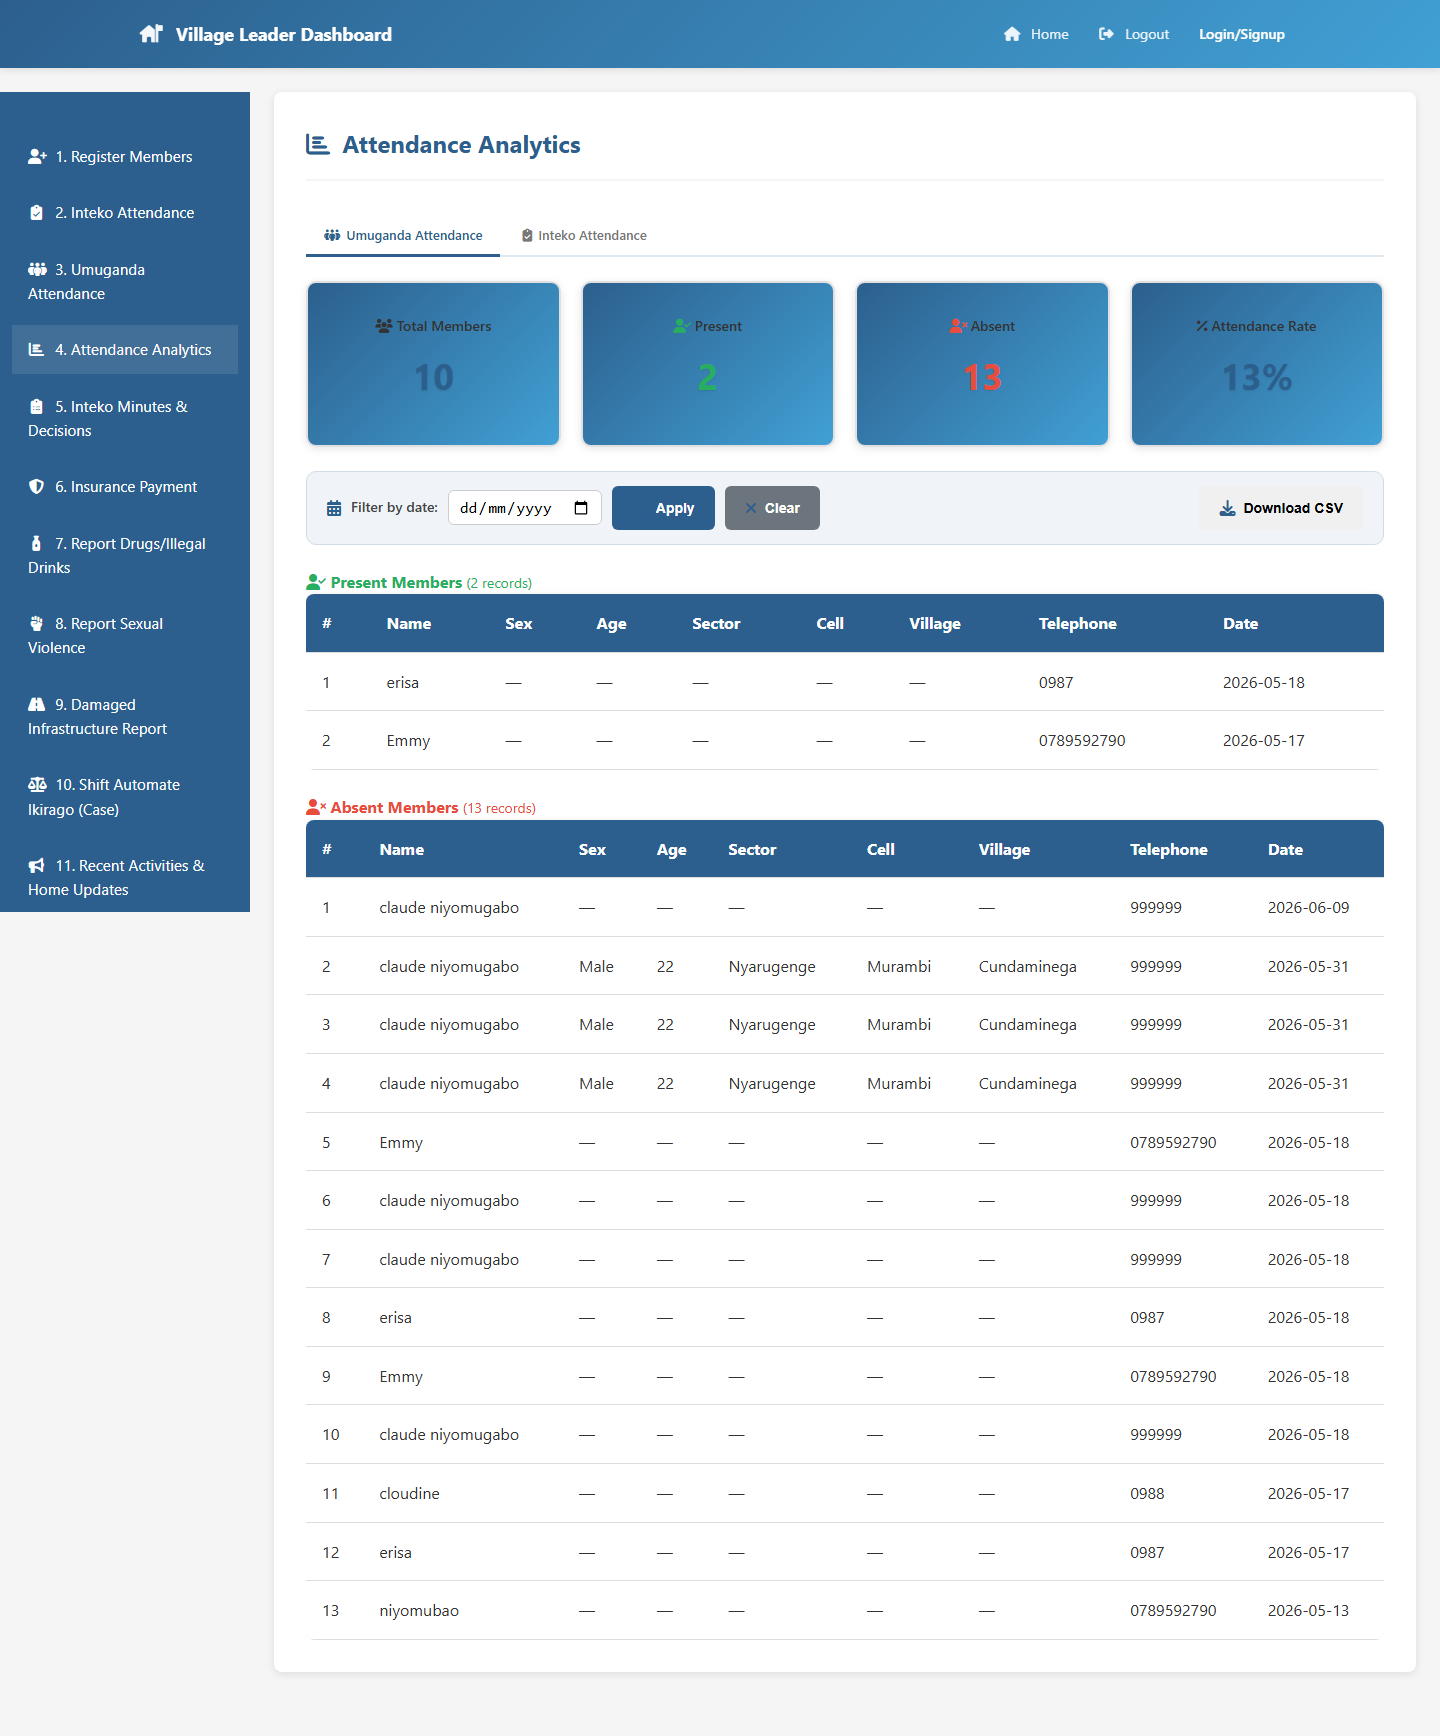 Village Leader Dashboard
Home
Logout
Login/Signup
1. Register Members
2. Inteko Attendance
3. Umuganda
Attendance
4. Attendance Analytics
5. Inteko Minutes &
Decisions
6. Insurance Payment
7. Report Drugs/Illegal
Drinks
8. Report Sexual
Violence
9. Damaged
Infrastructure Report
10. Shift Automate
Ikirago (Case)
11. Recent Activities &
Home Updates
Attendance Analytics
Umuganda Attendance
Inteko Attendance
Total Members
10
Present
2
Absent
13
Attendance Rate
13%
Filter by date:
dd/mm/yyyy
Apply
Clear
Download CSV
Present Members (2 records)
# Name Sex Age Sector Cell Village Telephone Date
1 erisa — — — — — 0987 2026-05-18
2 Emmy — — — — — 0789592790 2026-05-17
Absent Members (13 records)
# Name Sex Age Sector Cell Village Telephone Date
1 claude niyomugabo — — — — — 999999 2026-06-09
2 claude niyomugabo Male 22 Nyarugenge Murambi Cundaminega 999999 2026-05-31
3 claude niyomugabo Male 22 Nyarugenge Murambi Cundaminega 999999 2026-05-31
4 claude niyomugabo Male 22 Nyarugenge Murambi Cundaminega 999999 2026-05-31
5 Emmy — — — — — 0789592790 2026-05-18
6 claude niyomugabo — — — — — 999999 2026-05-18
7 claude niyomugabo — — — — — 999999 2026-05-18
8 erisa — — — — — 0987 2026-05-18
9 Emmy — — — — — 0789592790 2026-05-18
10 claude niyomugabo — — — — — 999999 2026-05-18
11 cloudine — — — — — 0988 2026-05-17
12 erisa — — — — — 0987 2026-05-17
13 niyomubao — — — — — 0789592790 2026-05-13